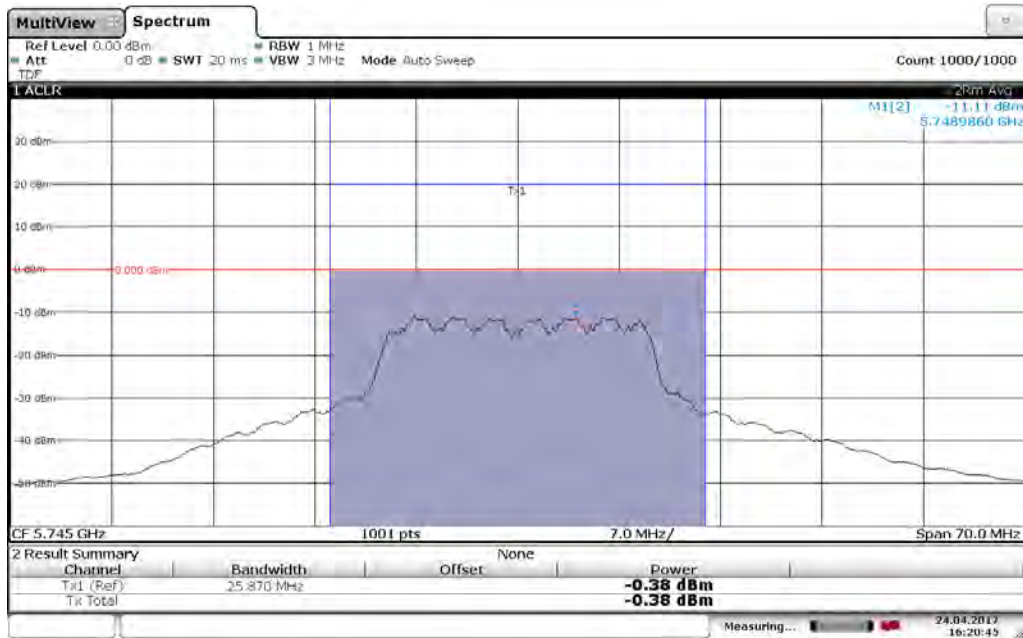 MultiView Spectrum
Ref Level 0.00 dBm RBW 1 MHz
Att 0 dB SWT 20 ms VBW 3 MHz Mode Auto Sweep Count 1000/1000
TDF
1 ACLR 2Rm Avg
M1[2] -11.11 dBm
5.7489860 GHz
30 dBm
20 dBm
Tx1
10 dBm
0 dBm 0.000 dBm
-10 dBm
-20 dBm
-30 dBm
-40 dBm
-50 dBm
CF 5.745 GHz 1001 pts 7.0 MHz/ Span 70.0 MHz
2 Result Summary None
Channel Bandwidth Offset Power
Tx1 (Ref) 25.870 MHz -0.38 dBm
Tx Total -0.38 dBm
Measuring... 24.04.2017
16:20:45